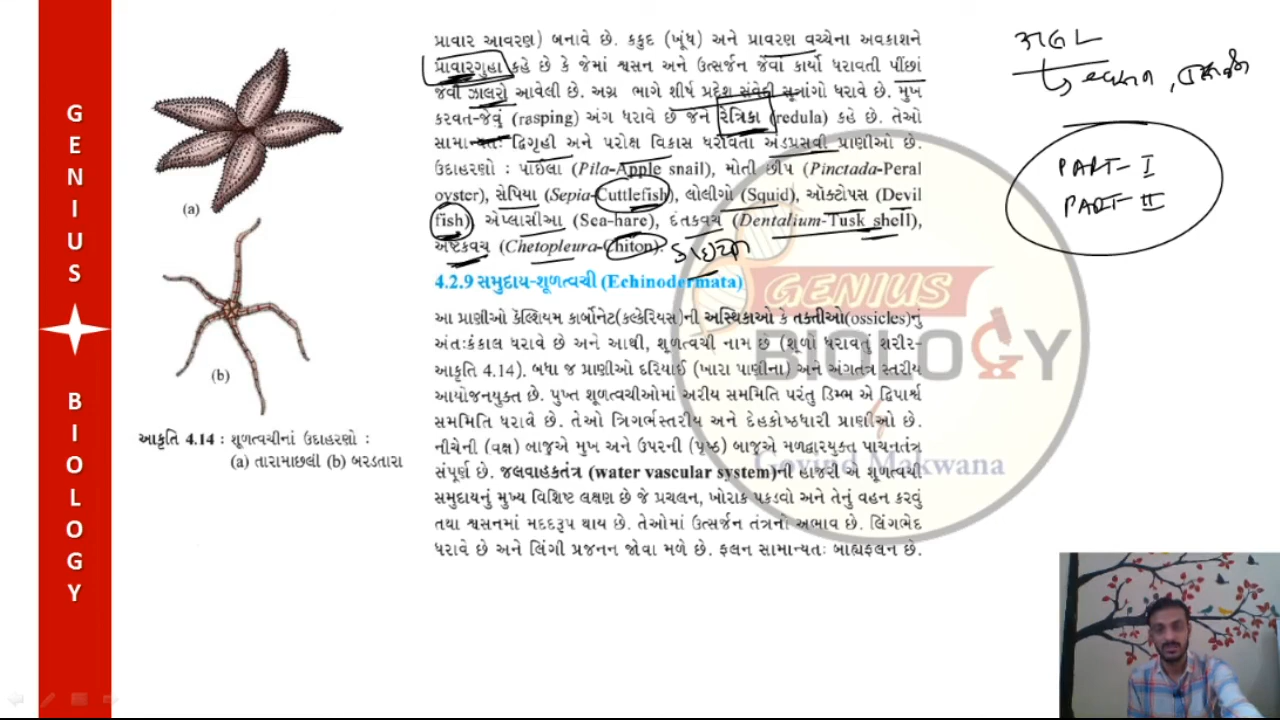 GENIUS
BIOLOGY
(a)
(b)
આકૃતિ 4.14 : શૂળત્વચીનાં ઉદાહરણો :
(a) તારામાછલી (b) બરડતારા
પ્રાવાર આવરણ) બનાવે છે. કકુદ (ખૂંધ) અને પ્રાવરણ વચ્ચેના અવકાશને
પ્રાવારગુહા કહે છે કે જેમાં શ્વસન અને ઉત્સર્જન જેવા કાર્યો ધરાવતી પીંછાં
જેવી ઝાલરો આવેલી છે. અગ્ર ભાગે શીર્ષ પ્રદેશ સંવેદી સૂત્રાંગો ધરાવે છે. મુખ
કરવત-જેવું (rasping) અંગ ધરાવે છે જેને રેત્રિકા (redula) કહે છે. તેઓ
સામાન્યતઃ દ્વિગૃહી અને પરોક્ષ વિકાસ ધરાવતા અંડપ્રસવી પ્રાણીઓ છે.
ઉદાહરણો : પાઈલા (Pila-Apple snail), મોતી છીપ (Pinctada-Peral
oyster), સેપિયા (Sepia-Cuttlefish), લોલીગો (Squid), ઑક્ટોપસ (Devil
fish), એપ્લાસીઆ (Sea-hare), દંતકવચ (Dentalium-Tusk shell),
અષ્ટકવચ (Chetopleura-Chiton).
4.2.9 સમુદાય-શૂળત્વચી (Echinodermata)
આ પ્રાણીઓ કૅલ્શિયમ કાર્બોનેટ(કલ્કેરિયસ)ની અસ્થિકાઓ કે તક્તીઓ(ossicles)નું
અંતઃકંકાલ ધરાવે છે અને આથી, શૂળત્વચી નામ છે (શૂળો ધરાવતું શરીર-
આકૃતિ 4.14). બધા જ પ્રાણીઓ દરિયાઈ (ખારા પાણીના) અને અંગતંત્ર સ્તરીય
આયોજનયુક્ત છે. પુખ્ત શૂળત્વચીઓમાં અરીય સમમિતિ પરંતુ ડિમ્ભ એ દ્વિપાર્શ્વ
સમમિતિ ધરાવે છે. તેઓ ત્રિગર્ભસ્તરીય અને દેહકોષ્ઠધારી પ્રાણીઓ છે.
નીચેની (વક્ષ) બાજુએ મુખ અને ઉપરની (પૃષ્ઠ) બાજુએ મળદ્વારયુક્ત પાચનતંત્ર
સંપૂર્ણ છે. જલવાહકતંત્ર (water vascular system)ની હાજરી એ શૂળત્વચી
સમુદાયનું મુખ્ય વિશિષ્ટ લક્ષણ છે જે પ્રચલન, ખોરાક પકડવો અને તેનું વહન કરવું
તથા શ્વસનમાં મદદરૂપ થાય છે. તેઓમાં ઉત્સર્જન તંત્રનો અભાવ છે. લિંગભેદ
ધરાવે છે અને લિંગી પ્રજનન જોવા મળે છે. ફલન સામાન્યતઃ બાહ્યફલન છે.
PART-I
PART-II
GENIUS
BIOLOGY
Govind Makwana